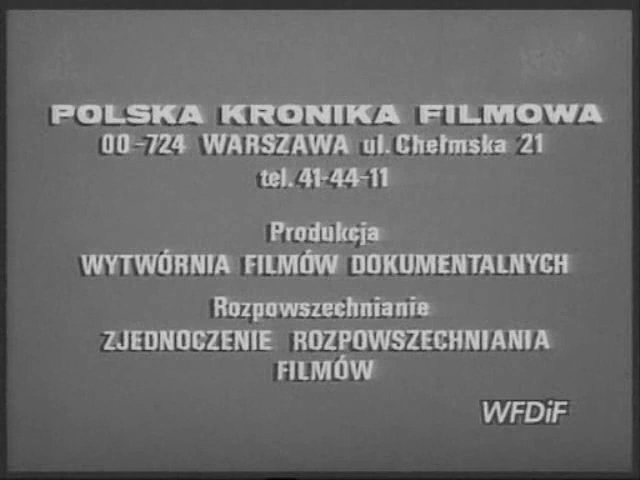 POLSKA KRONIKA FILMOWA
00-724 WARSZAWA ul. Chełmska 21
tel. 41-44-11
Produkcja
WYTWÓRNIA FILMÓW DOKUMENTALNYCH
Rozpowszechnianie
ZJEDNOCZENIE ROZPOWSZECHNIANIA
FILMÓW
WFDiF